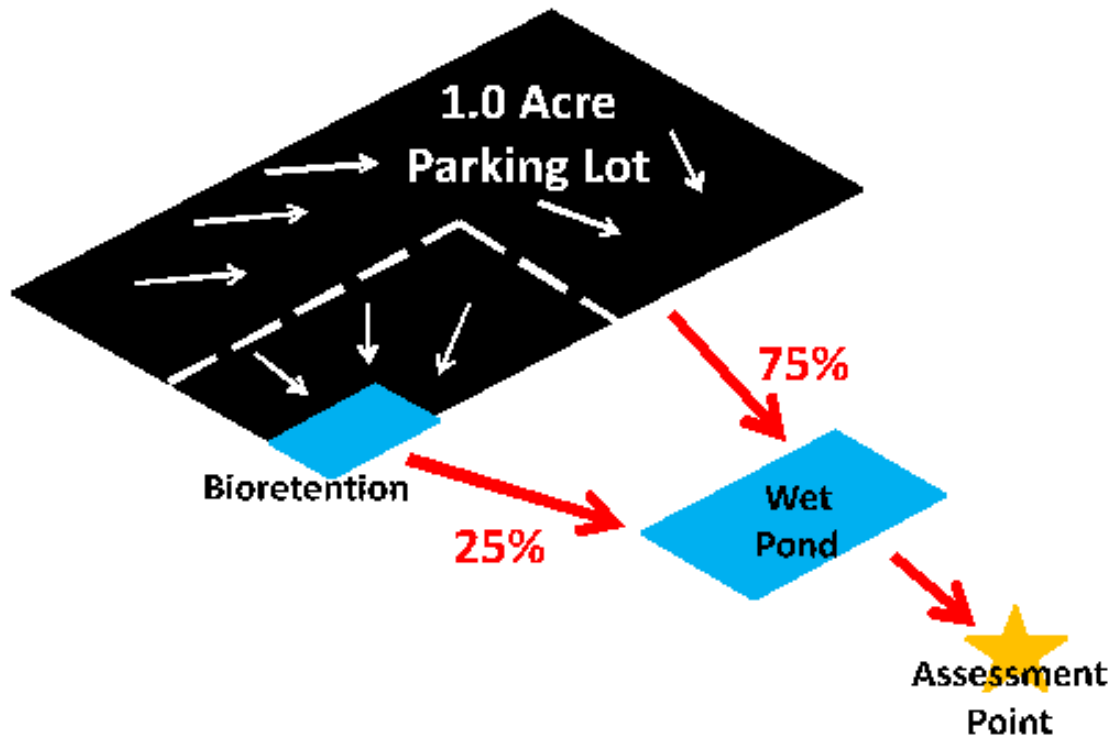 1.0 Acre
Parking Lot
75%
Bioretention
25%
Wet
Pond
Assessment
Point